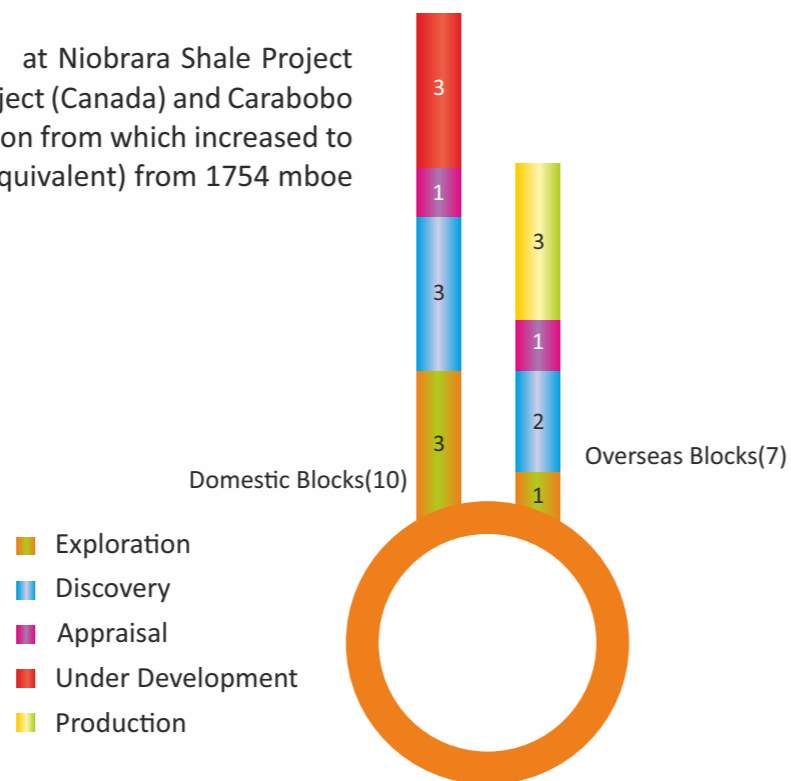 at Niobrara Shale Project
ject (Canada) and Carabobo
on from which increased to
quivalent) from 1754 mboe
3
1
3
3
3
1
2
1
Domestic Blocks(10)
Overseas Blocks(7)
Exploration
Discovery
Appraisal
Under Development
Production